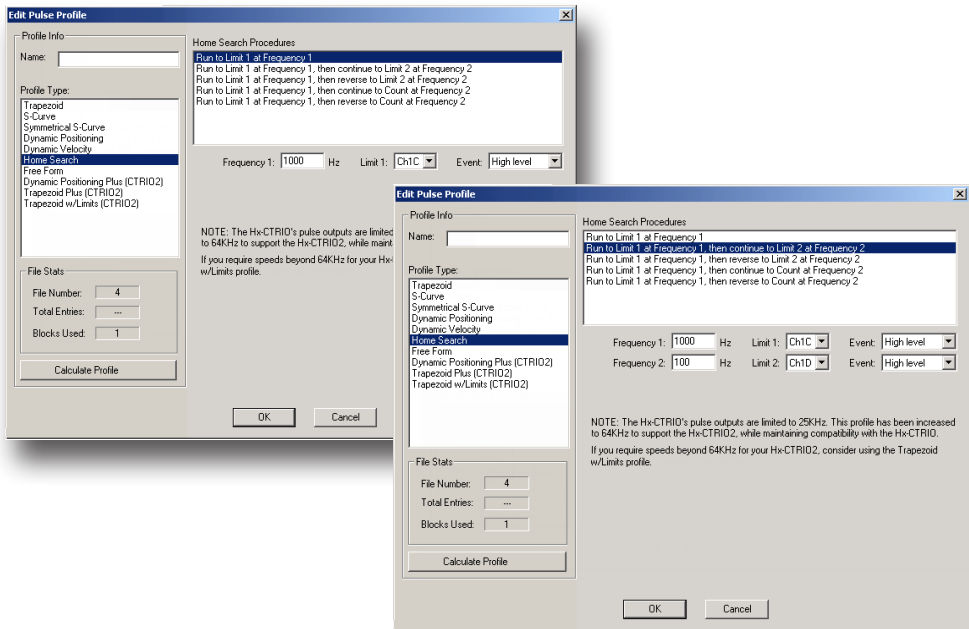 Edit Pulse Profile
Profile Info
Name:
Profile Type:
Trapezoid
S-Curve
Symmetrical S-Curve
Dynamic Positioning
Dynamic Velocity
Home Search
Free Form
Dynamic Positioning Plus (CTRIO2)
Trapezoid Plus (CTRIO2)
Trapezoid w/Limits (CTRIO2)
File Stats
File Number: 4
Total Entries: ---
Blocks Used: 1
Calculate Profile
Home Search Procedures
Run to Limit 1 at Frequency 1
Run to Limit 1 at Frequency 1, then continue to Limit 2 at Frequency 2
Run to Limit 1 at Frequency 1, then reverse to Limit 2 at Frequency 2
Run to Limit 1 at Frequency 1, then continue to Count at Frequency 2
Run to Limit 1 at Frequency 1, then reverse to Count at Frequency 2
Frequency 1: 1000 Hz Limit 1: Ch1C Event: High level
NOTE: The Hx-CTRIO's pulse outputs are limited
to 64KHz to support the Hx-CTRIO2, while maint
If you require speeds beyond 64KHz for your Hx-
w/Limits profile.
OK Cancel
Edit Pulse Profile
Profile Info
Name:
Profile Type:
Trapezoid
S-Curve
Symmetrical S-Curve
Dynamic Positioning
Dynamic Velocity
Home Search
Free Form
Dynamic Positioning Plus (CTRIO2)
Trapezoid Plus (CTRIO2)
Trapezoid w/Limits (CTRIO2)
File Stats
File Number: 4
Total Entries: ---
Blocks Used: 1
Calculate Profile
Home Search Procedures
Run to Limit 1 at Frequency 1
Run to Limit 1 at Frequency 1, then continue to Limit 2 at Frequency 2
Run to Limit 1 at Frequency 1, then reverse to Limit 2 at Frequency 2
Run to Limit 1 at Frequency 1, then continue to Count at Frequency 2
Run to Limit 1 at Frequency 1, then reverse to Count at Frequency 2
Frequency 1: 1000 Hz Limit 1: Ch1C Event: High level
Frequency 2: 100 Hz Limit 2: Ch1D Event: High level
NOTE: The Hx-CTRIO's pulse outputs are limited to 25KHz. This profile has been increased
to 64KHz to support the Hx-CTRIO2, while maintaining compatibility with the Hx-CTRIO.
If you require speeds beyond 64KHz for your Hx-CTRIO2, consider using the Trapezoid
w/Limits profile.
OK Cancel